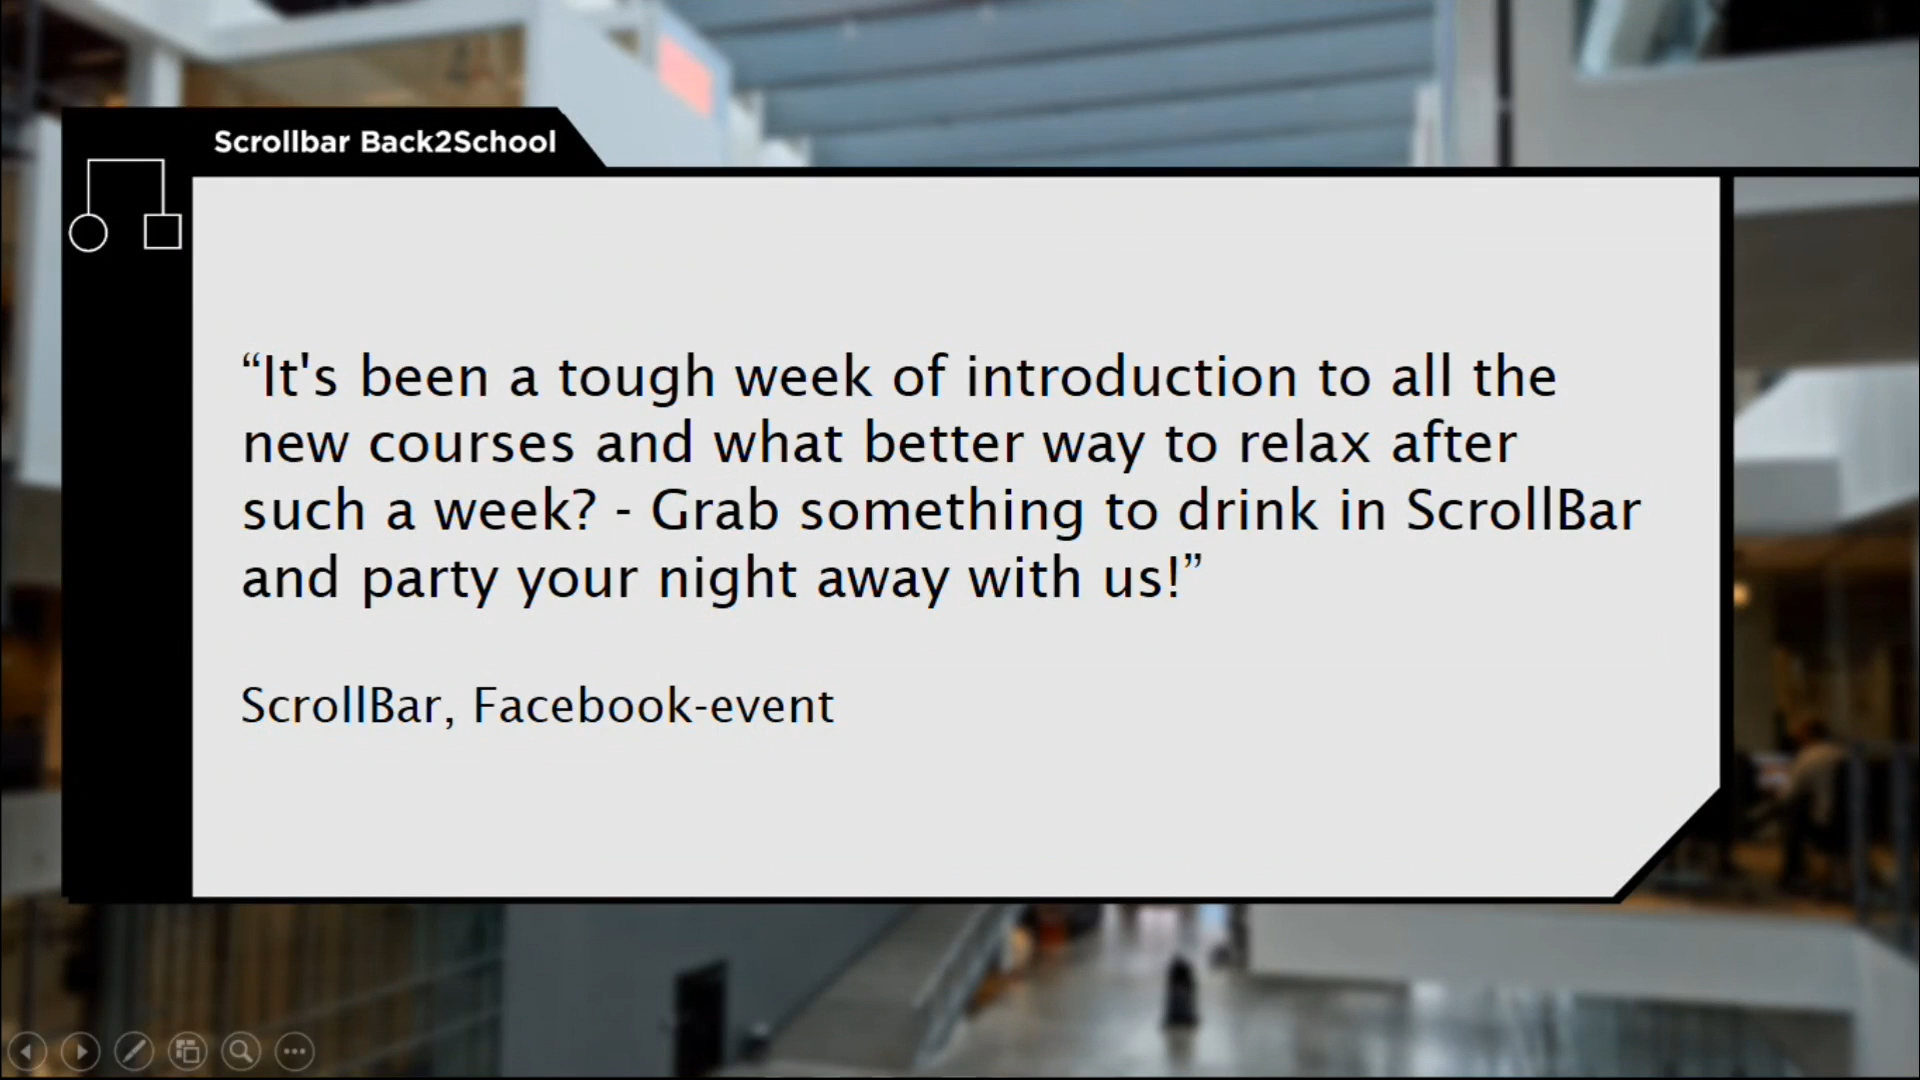 Scrollbar Back2School
“It's been a tough week of introduction to all the
new courses and what better way to relax after
such a week? - Grab something to drink in ScrollBar
and party your night away with us!”
ScrollBar, Facebook-event